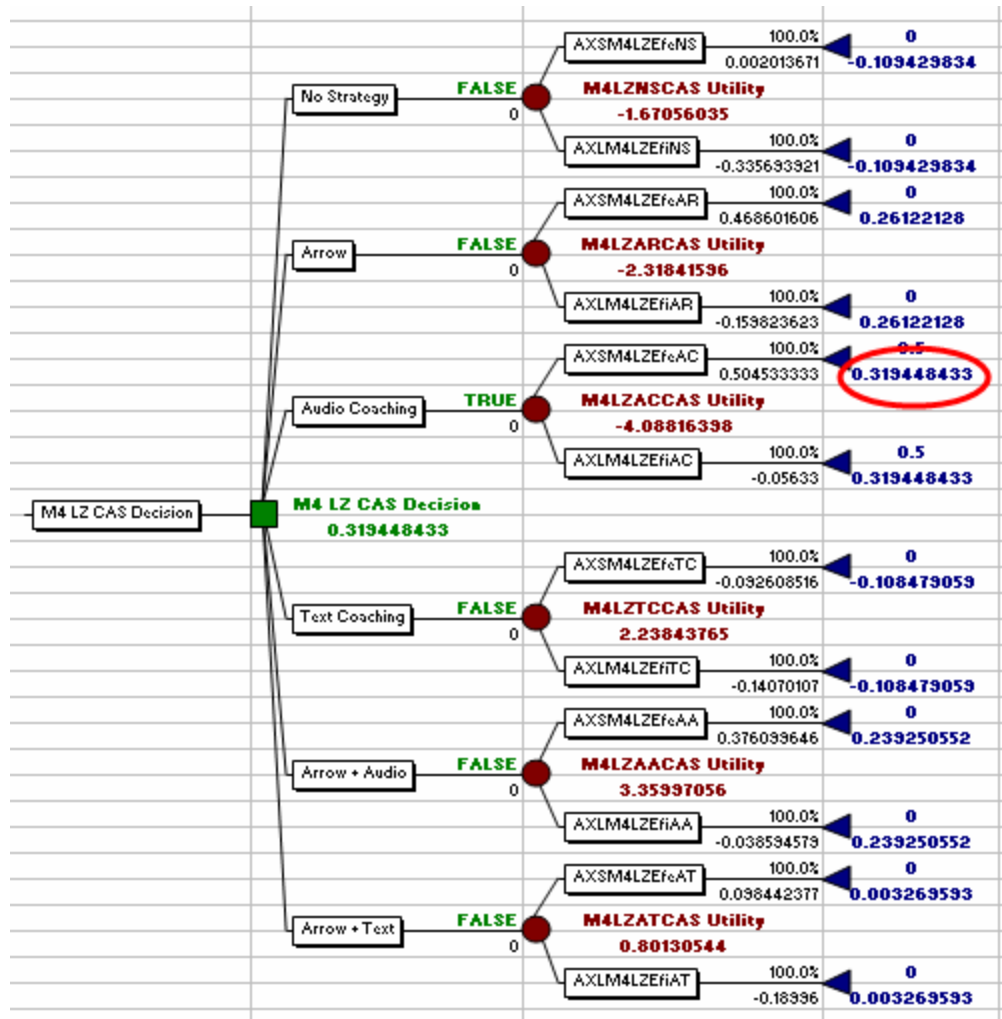 AXSM4LZEfeNS 100.0% 0
0.002013671 -0.109429834
No Strategy FALSE M4LZNSCAS Utility
0 -1.67056035
AXLM4LZEfiNS 100.0% 0
-0.335693921 -0.109429834
AXSM4LZEfeAR 100.0% 0
0.468601606 0.26122128
Arrow FALSE M4LZARCAS Utility
0 -2.31841596
AXLM4LZEfiAR 100.0% 0
-0.159823623 0.26122128
AXSM4LZEfeAC 100.0% 0.5
0.504533333 0.319448433
Audio Coaching TRUE M4LZACCAS Utility
0 -4.08816398
AXLM4LZEfiAC 100.0% 0.5
-0.05633 0.319448433
M4 LZ CAS Decision M4 LZ CAS Decision
0.319448433
AXSM4LZEfeTC 100.0% 0
-0.092608516 -0.108479059
Text Coaching FALSE M4LZTCCAS Utility
0 2.23843765
AXLM4LZEfiTC 100.0% 0
-0.14070107 -0.108479059
AXSM4LZEfeAA 100.0% 0
0.376099646 0.239250552
Arrow + Audio FALSE M4LZAACAS Utility
0 3.35997056
AXLM4LZEfiAA 100.0% 0
-0.038594579 0.239250552
AXSM4LZEfeAT 100.0% 0
0.098442377 0.003269593
Arrow + Text FALSE M4LZATCAS Utility
0 0.80130544
AXLM4LZEfiAT 100.0% 0
-0.18996 0.003269593